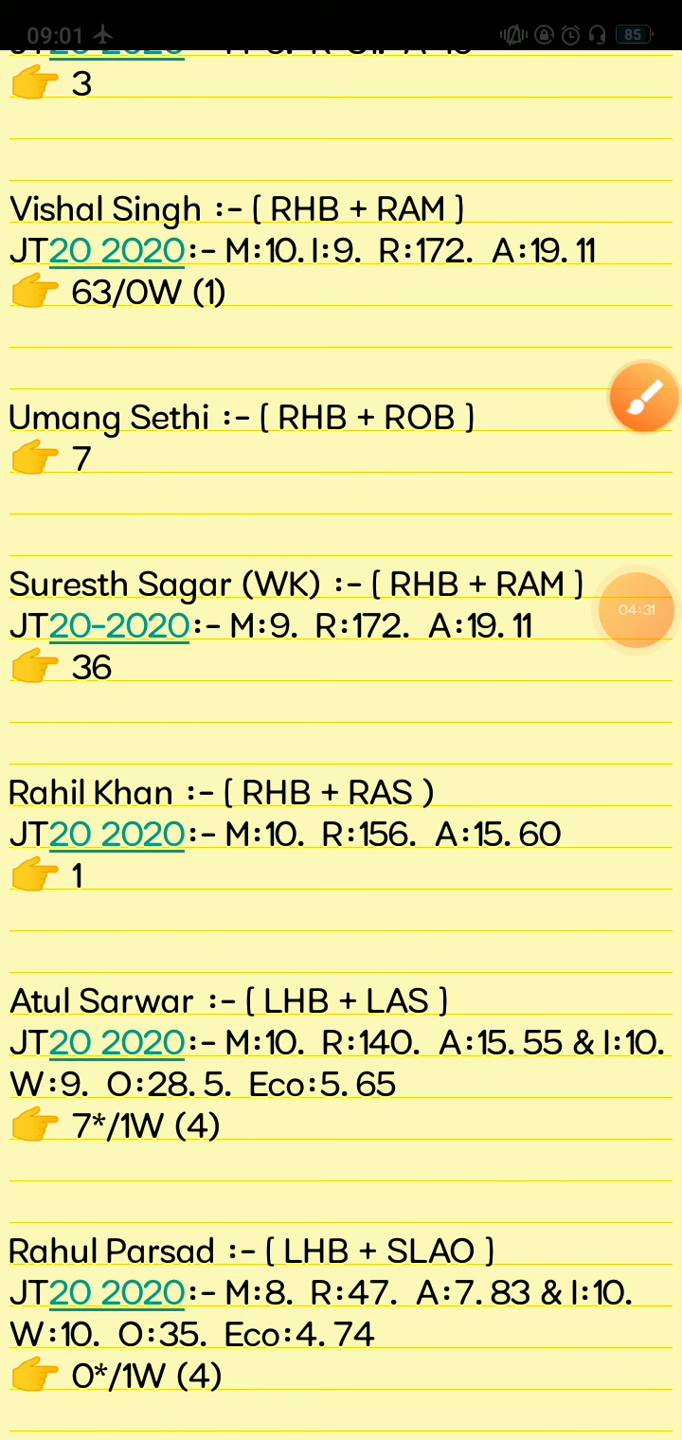 09:01
85
👉 3
Vishal Singh :- ( RHB + RAM )
JT20 2020:- M:10. I:9. R:172. A:19.11
👉 63/0W (1)
Umang Sethi :- ( RHB + ROB )
👉 7
Suresth Sagar (WK) :- ( RHB + RAM )
JT20-2020:- M:9. R:172. A:19.11
04:31
👉 36
Rahil Khan :- ( RHB + RAS )
JT20 2020:- M:10. R:156. A:15.60
👉 1
Atul Sarwar :- ( LHB + LAS )
JT20 2020:- M:10. R:140. A:15.55 & I:10.
W:9. O:28.5. Eco:5.65
👉 7*/1W (4)
Rahul Parsad :- ( LHB + SLAO )
JT20 2020:- M:8. R:47. A:7.83 & I:10.
W:10. O:35. Eco:4.74
👉 0*/1W (4)